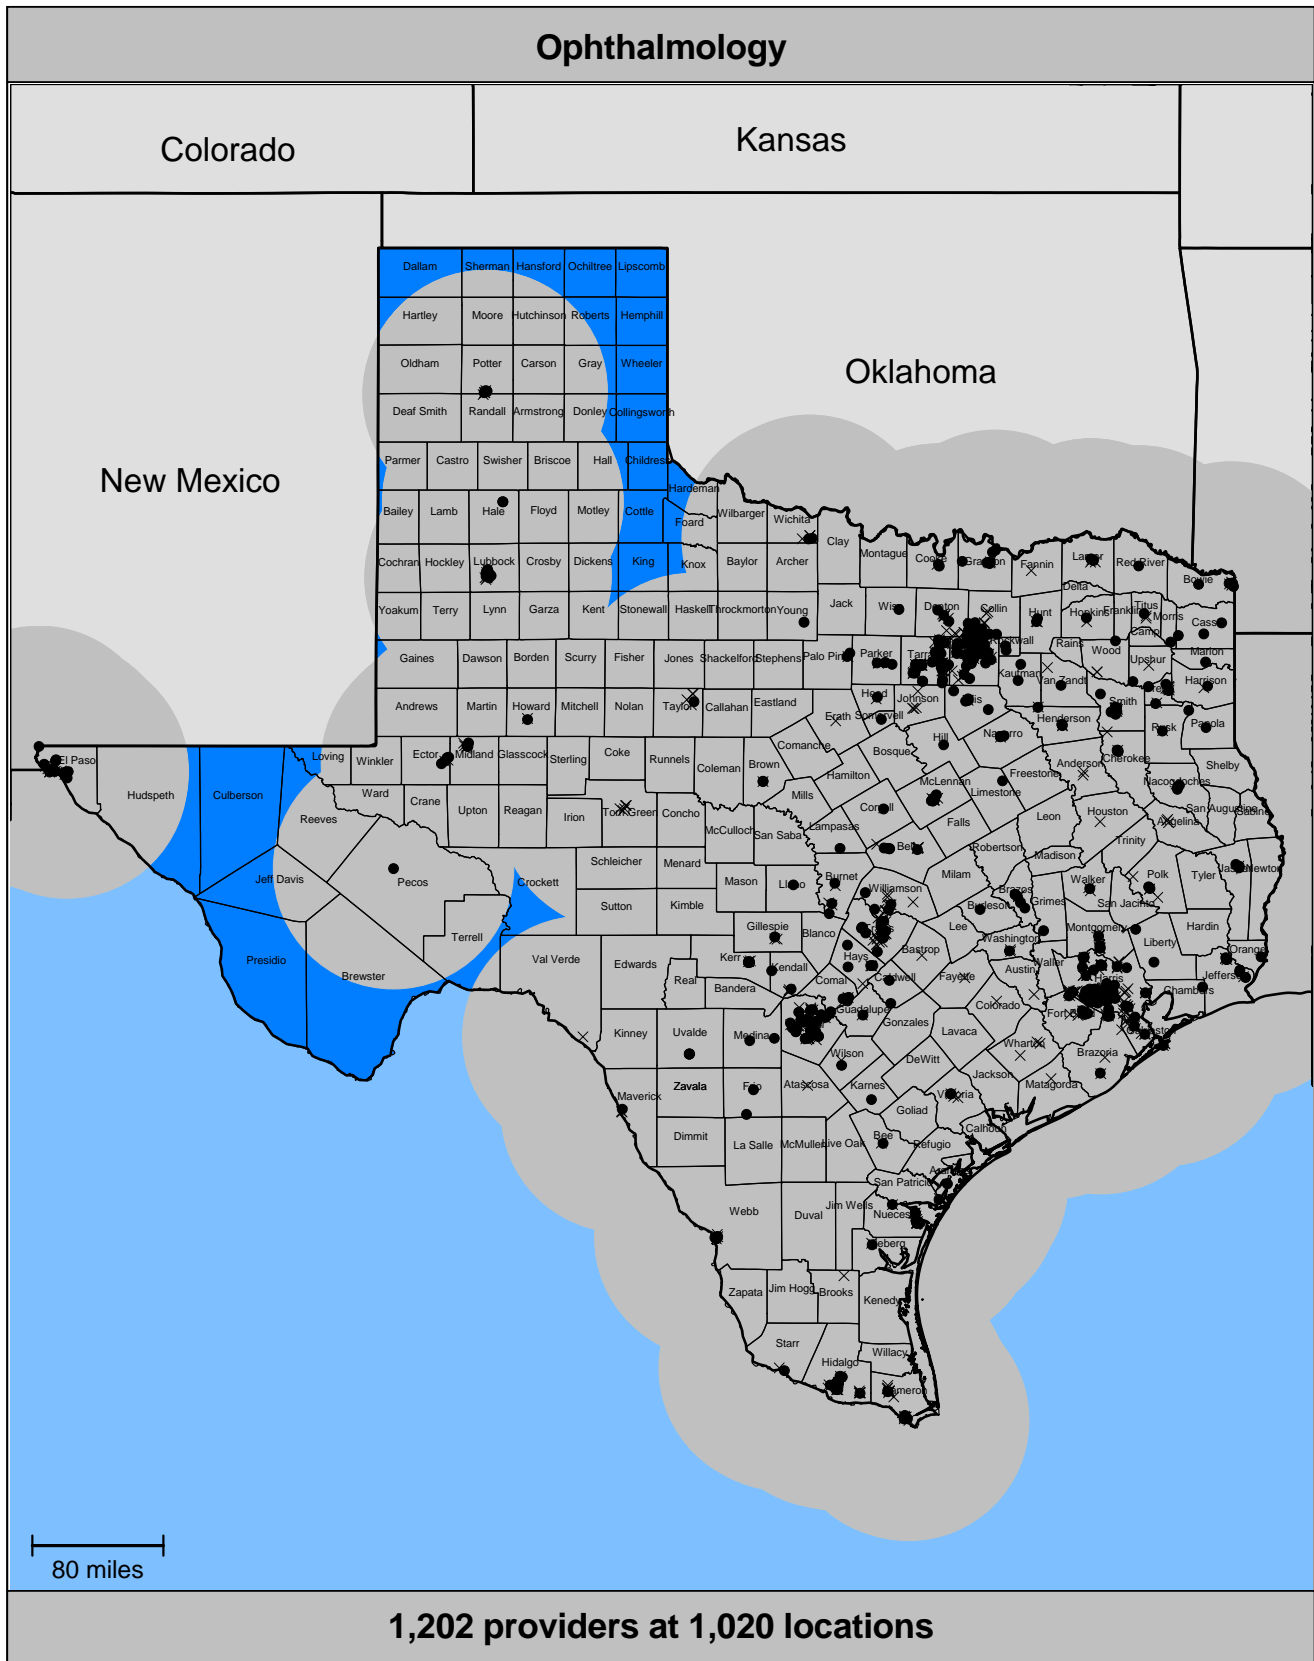 Ophthalmology
Colorado
Kansas
New Mexico
Oklahoma
Dallam Sherman Hansford Ochiltree Lipscomb
Hartley Moore Hutchinson Roberts Hemphill
Oldham Potter Carson Gray Wheeler
Deaf Smith Randall Armstrong Donley Collingsworth
Parmer Castro Swisher Briscoe Hall Childress
Hardeman
Bailey Lamb Hale Floyd Motley Cottle Foard Wilbarger Wichita
Clay Montague Cooke Grayson Fannin Lamar Red River Bowie
Cochran Hockley Lubbock Crosby Dickens King Knox Baylor Archer
Delta
Yoakum Terry Lynn Garza Kent Stonewall Haskell Throckmorton Young Jack Wise Denton Collin Hunt Hopkins Franklin Titus Morris Cass
Camp
Gaines Dawson Borden Scurry Fisher Jones Shackelford Stephens Palo Pinto Parker Rockwall Rains Wood Upshur Marion
Kaufman Van Zandt Harrison
Andrews Martin Howard Mitchell Nolan Taylor Callahan Eastland Erath Hood Somervell Johnson Ellis Henderson Smith Rusk Panola
El Paso Hudspeth Culberson Loving Winkler Ector Midland Glasscock Sterling Coke Runnels Coleman Brown Comanche Bosque Hill Navarro Anderson Cherokee Shelby
Hamilton Freestone Nacogdoches
Reeves Ward Crane Upton Reagan Irion Tom Green Concho McCulloch San Saba Mills Coryell McLennan Limestone Leon Houston Angelina San Augustine Sabine
Lampasas Falls Trinity
Jeff Davis Pecos Crockett Schleicher Menard Mason Llano Burnet Bell Robertson Madison Walker Polk Tyler Jasper Newton
Williamson Milam Brazos Grimes San Jacinto
Presidio Brewster Terrell Sutton Kimble Gillespie Blanco Travis Burleson Lee Montgomery Hardin
Val Verde Edwards Kerr Kendall Hays Bastrop Washington Liberty Orange
Real Bandera Comal Caldwell Fayette Austin Waller Harris Jefferson
Chambers
Kinney Uvalde Medina Guadalupe Gonzales Lavaca Colorado Fort Bend
Wilson DeWitt Wharton Brazoria
Maverick Zavala Frio Atascosa Karnes Jackson Matagorda
Goliad Victoria
Dimmit La Salle McMullen Live Oak Bee Refugio Calhoun
San Patricio
Webb Duval Jim Wells Nueces
Zapata Jim Hogg Brooks Kenedy
Starr Hidalgo Willacy
Cameron
80 miles
1,202 providers at 1,020 locations